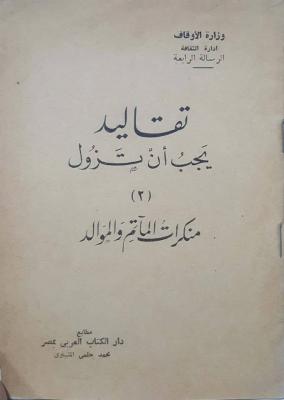 وزارة الأوقاف
ادارة الثقافة
الرسالة الرابعة
تقاليد
يجب أن تزول
(٢)
منكرات المآتم والموالد
مطابع
دار الكتاب العربى بمصر
محمد حلمى المنياوى